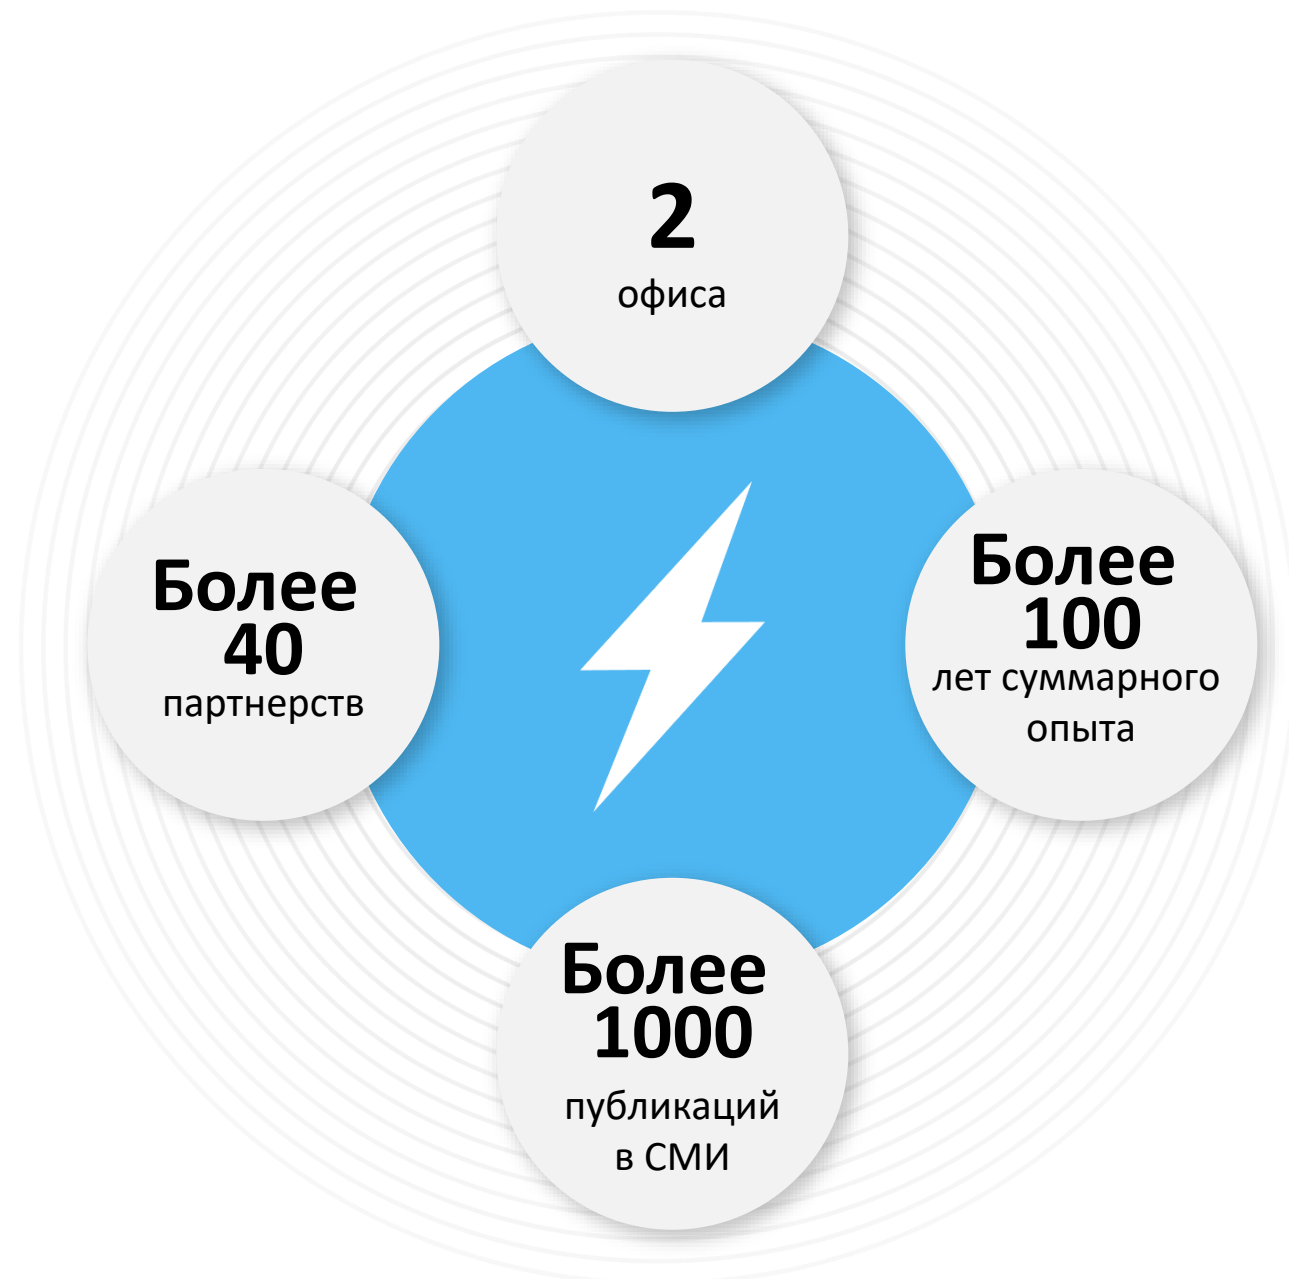 2
офиса
Более
40
партнерств
Более
100
лет суммарного
опыта
Более
1000
публикаций
в СМИ